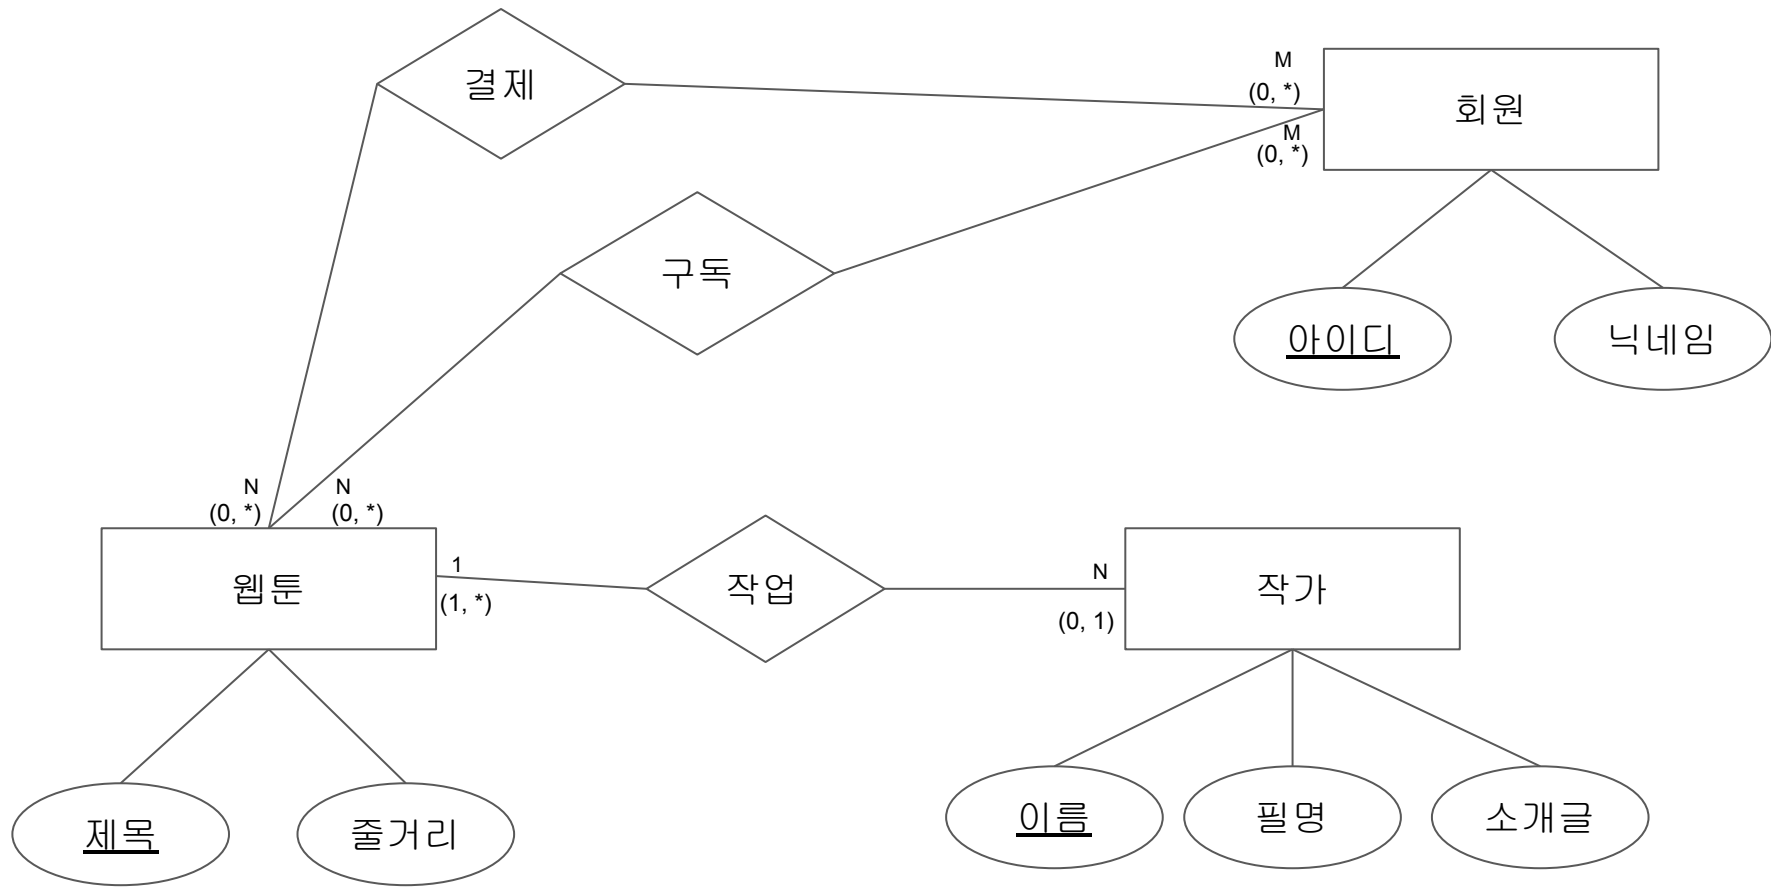 결제
M
(0, *)
회원
M
(0, *)
구독
아이디
닉네임
N
(0, *)
N
(0, *)
웹툰
1
(1, *)
작업
N
(0, 1)
작가
제목
줄거리
이름
필명
소개글